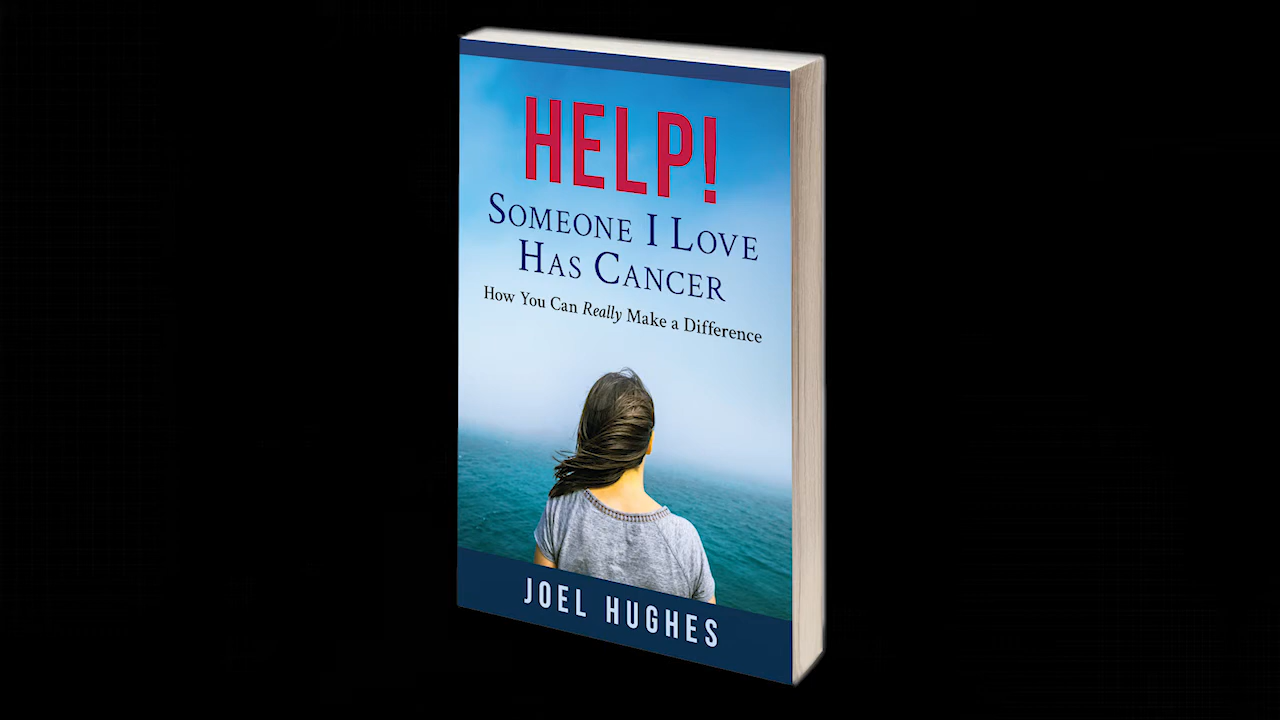 HELP!
SOMEONE I LOVE
HAS CANCER
How You Can Really Make a Difference
JOEL HUGHES